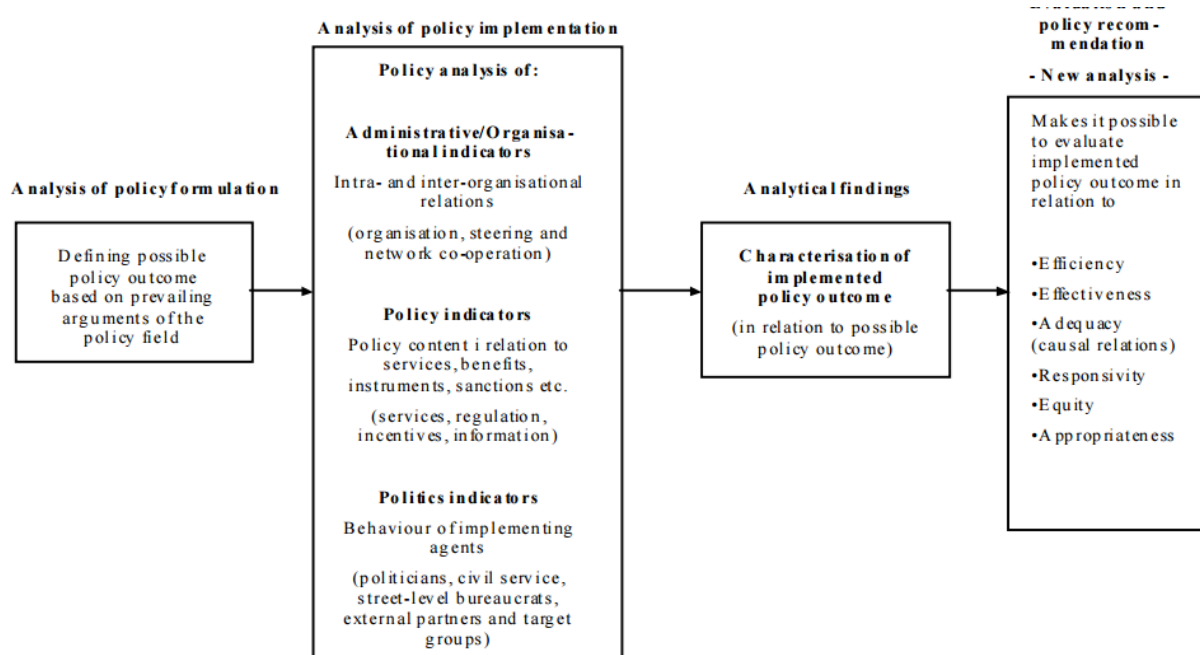 Analysis of policy formulation
Defining possible
policy outcome
based on prevailing
arguments of the
policy field
Analysis of policy implementation
Policy analysis of:
Administrative/Organisa-
tional indicators
Intra- and inter-organisational
relations
(organisation, steering and
network co-operation)
Policy indicators
Policy content i relation to
services, benefits,
instruments, sanctions etc.
(services, regulation,
incentives, information)
Politics indicators
Behaviour of implementing
agents
(politicians, civil service,
street-level bureaucrats,
external partners and target
groups)
Analytical findings
Characterisation of
implemented
policy outcome
(in relation to possible
policy outcome)
policy recom-
mendation
- New analysis -
Makes it possible
to evaluate
implemented
policy outcome in
relation to
•Efficiency
•Effectiveness
•Adequacy
(causal relations)
•Responsivity
•Equity
•Appropriateness